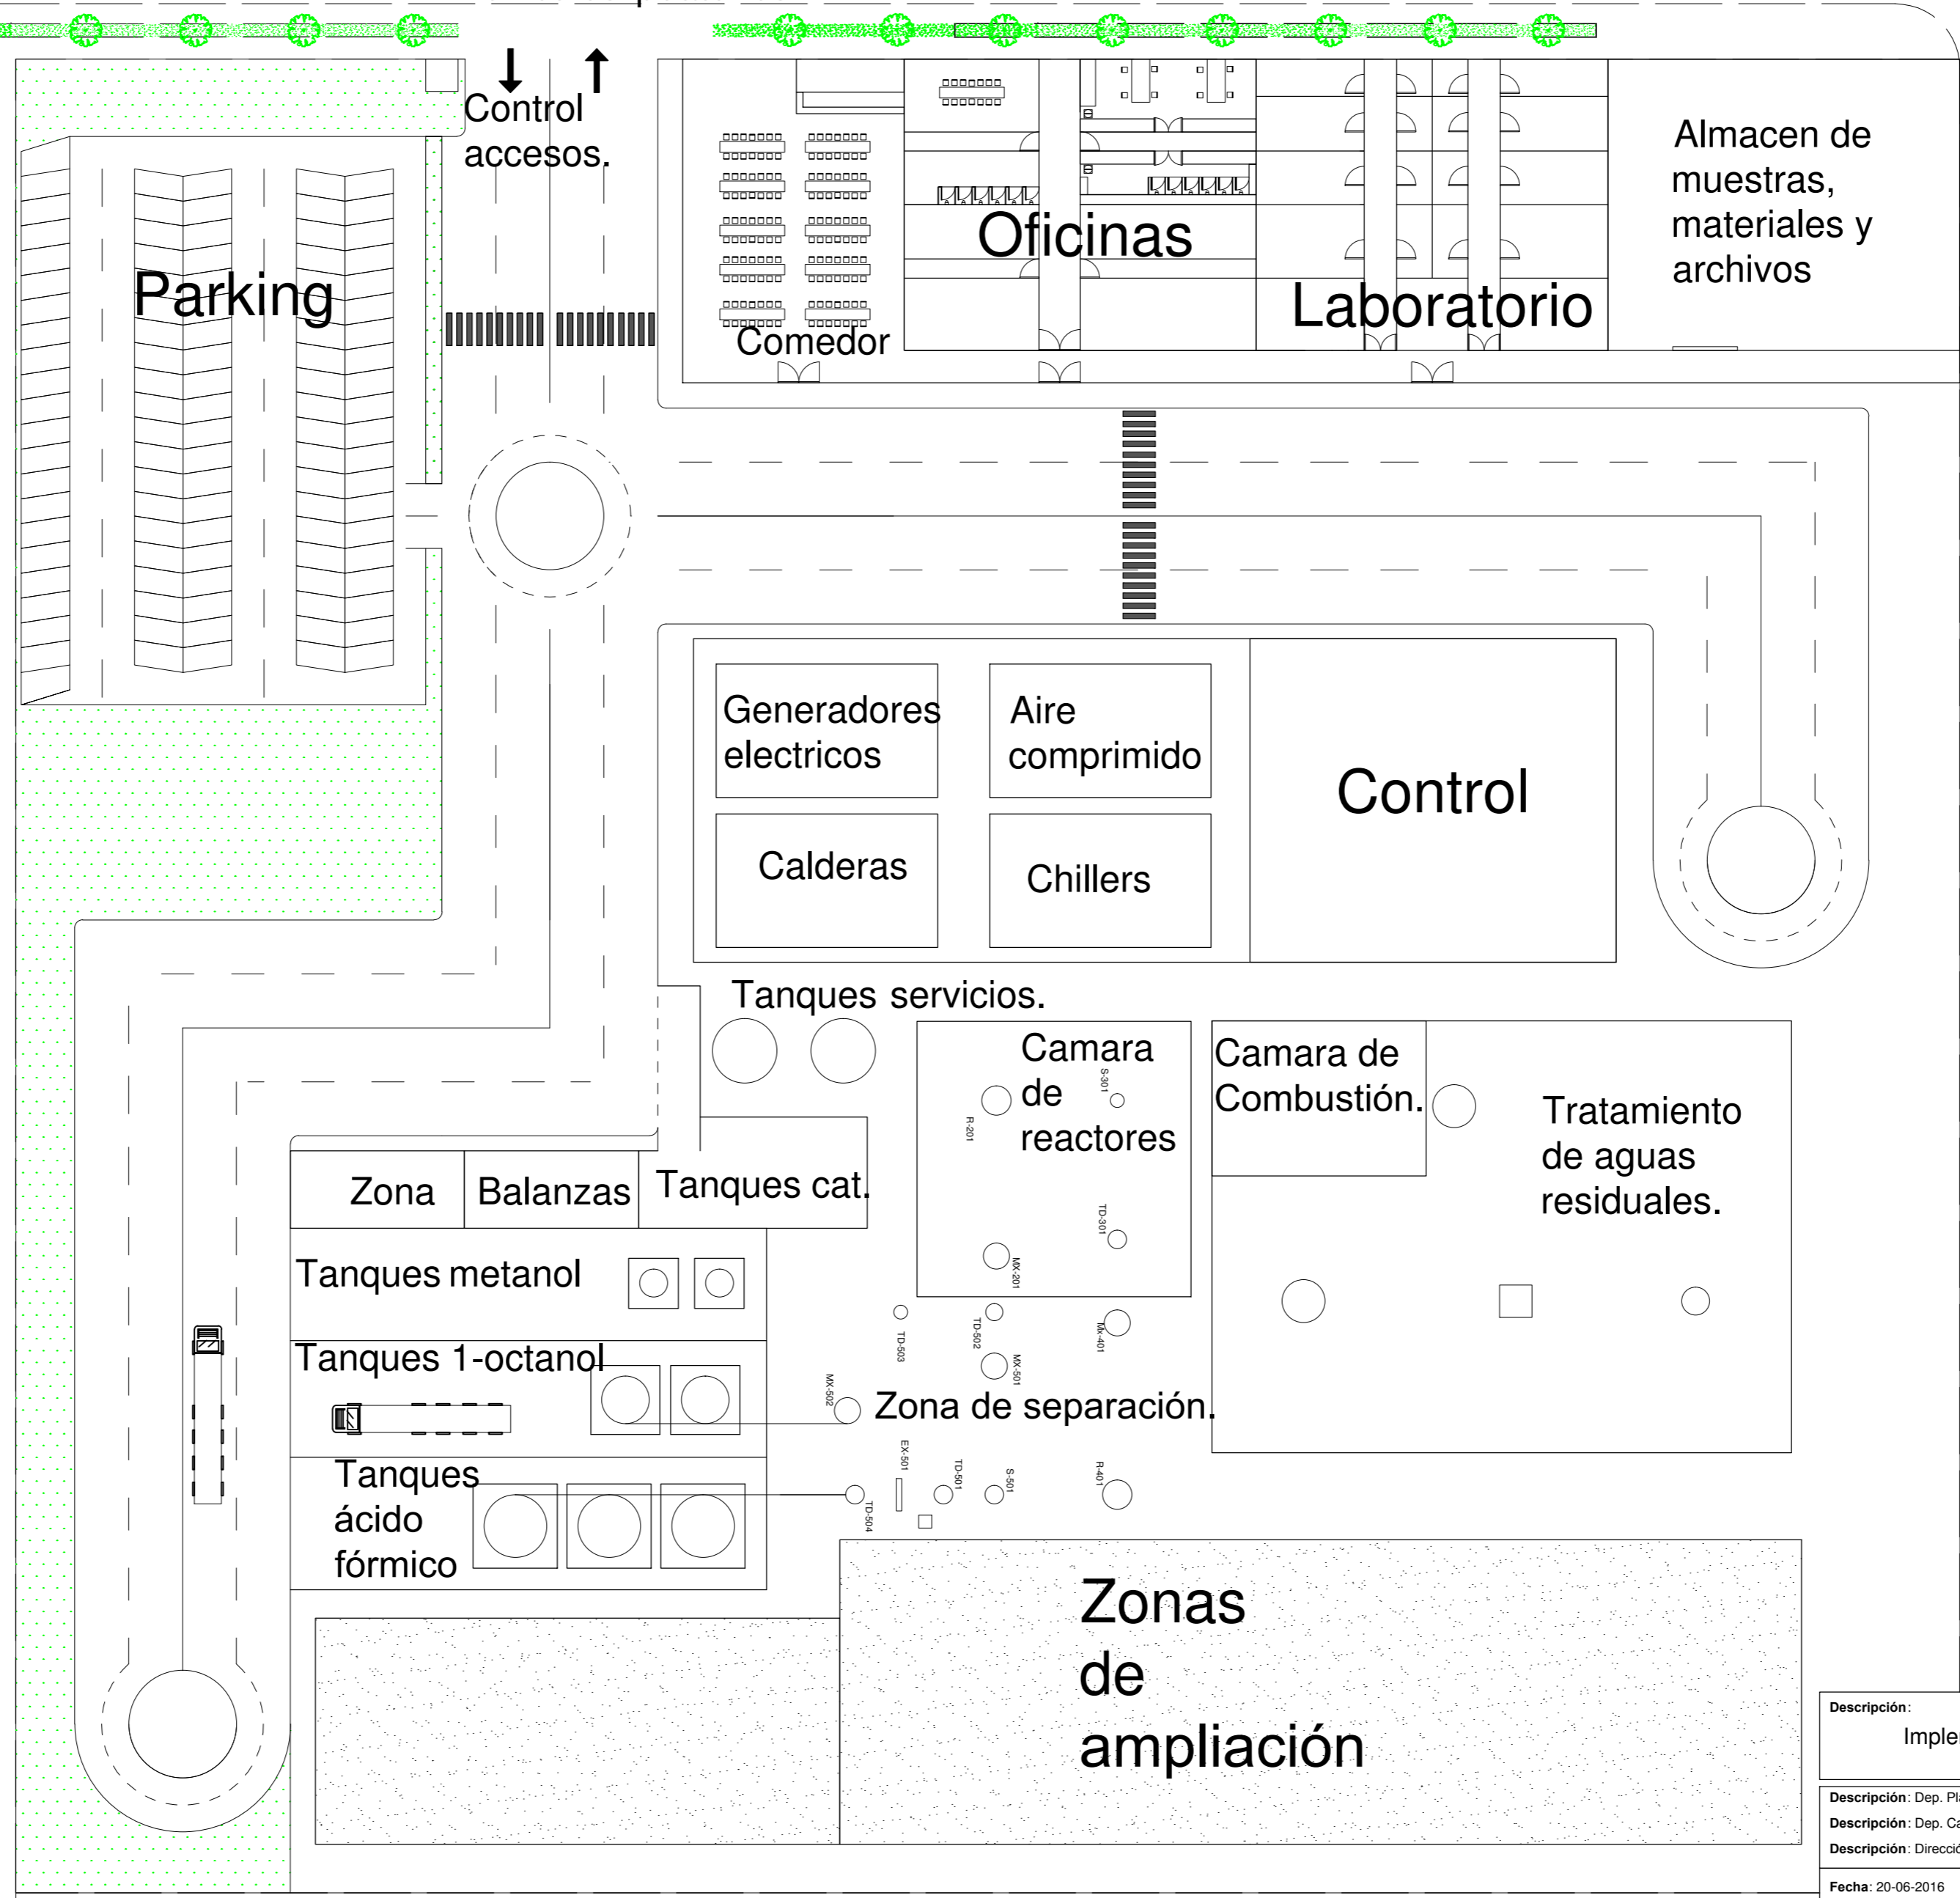 Control
accesos.
Parking
Comedor
Oficinas
Laboratorio
Almacen de
muestras,
materiales y
archivos
Generadores
electricos
Aire
comprimido
Control
Calderas
Chillers
Tanques servicios.
Camara
de
reactores
S-301
R-201
TD-301
MX-201
Camara de
Combustión.
Tratamiento
de aguas
residuales.
Zona
Balanzas
Tanques cat.
Tanques metanol
Tanques 1-octanol
Tanques
ácido
fórmico
TD-503
TD-502
Mx-401
MX-501
MX-502
Zona de separación.
EX-501
TD-501
S-501
R-401
TD-504
Zonas
de
ampliación
Descripción:
Descripción: Dep.
Descripción: Dep.
Descripción:
Fecha: 20-06-2016